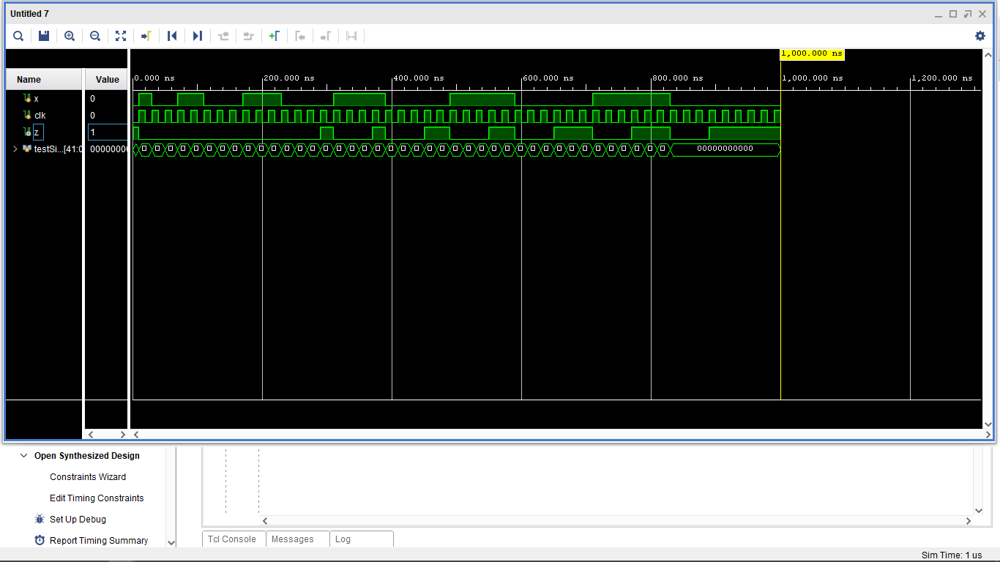 Untitled 7
1,000.000 ns
Name Value
0.000 ns 200.000 ns 400.000 ns 600.000 ns 800.000 ns 1,000.000 ns 1,200.000 ns
x 0
clk 0
z 1
testSi...[41:0 00000000 0 0 0 0 0 0 0 0 0 0 0 0 0 0 0 0 0 0 0 0 0 0 0 0 0 0 0 0 0 0 0 0 0 0 0 0 0 0 0 0 0 00000000000
Open Synthesized Design
Constraints Wizard
Edit Timing Constraints
Set Up Debug
Report Timing Summary
Tcl Console Messages Log
Sim Time: 1 us